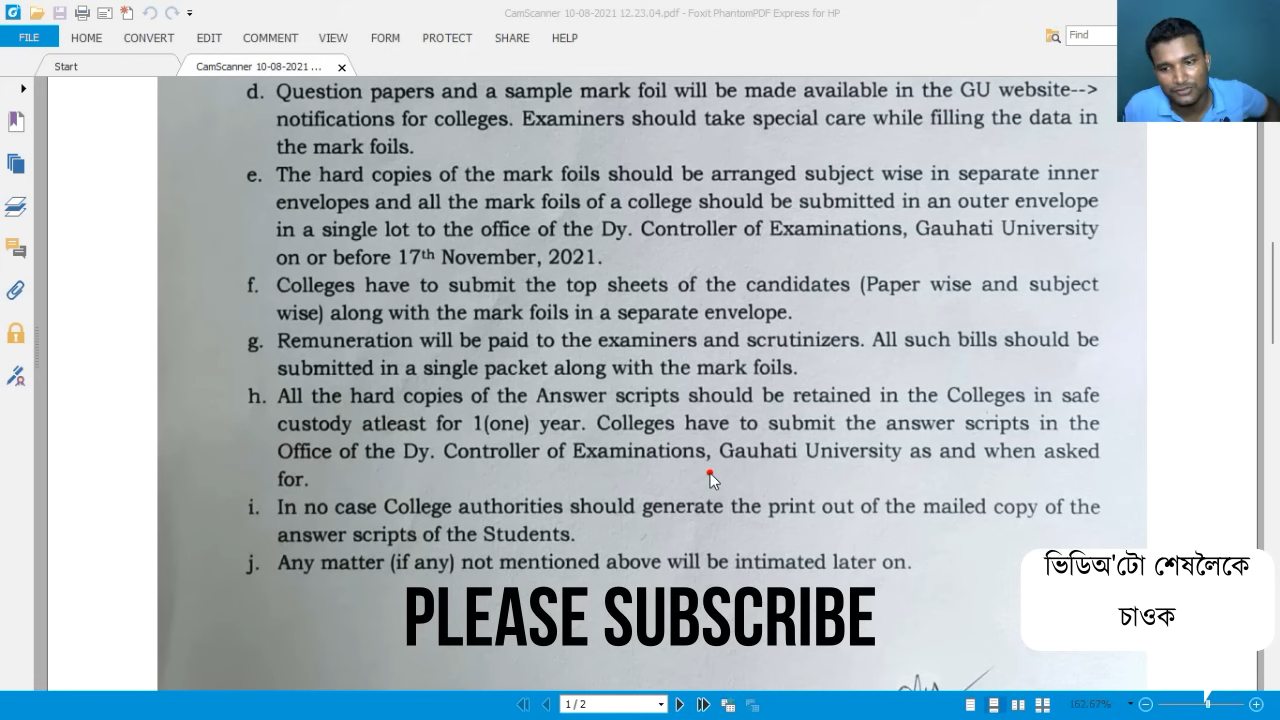 CamScanner 10-08-2021 12.23.04.pdf - Foxit PhantomPDF Express for HP
FILE HOME CONVERT EDIT COMMENT VIEW FORM PROTECT SHARE HELP
Find
Start
CamScanner 10-08-2021 ...
d. Question papers and a sample mark foil will be made available in the GU website-->
notifications for colleges. Examiners should take special care while filling the data in
the mark foils.
e. The hard copies of the mark foils should be arranged subject wise in separate inner
envelopes and all the mark foils of a college should be submitted in an outer envelope
in a single lot to the office of the Dy. Controller of Examinations, Gauhati University
on or before 17th November, 2021.
f. Colleges have to submit the top sheets of the candidates (Paper wise and subject
wise) along with the mark foils in a separate envelope.
g. Remuneration will be paid to the examiners and scrutinizers. All such bills should be
submitted in a single packet along with the mark foils.
h. All the hard copies of the Answer scripts should be retained in the Colleges in safe
custody atleast for 1(one) year. Colleges have to submit the answer scripts in the
Office of the Dy. Controller of Examinations, Gauhati University as and when asked
for.
i. In no case College authorities should generate the print out of the mailed copy of the
answer scripts of the Students.
j. Any matter (if any) not mentioned above will be intimated later on.
PLEASE SUBSCRIBE
ভিডিঅ'টো শেষলৈকে
চাওক
1 / 2
162.67%